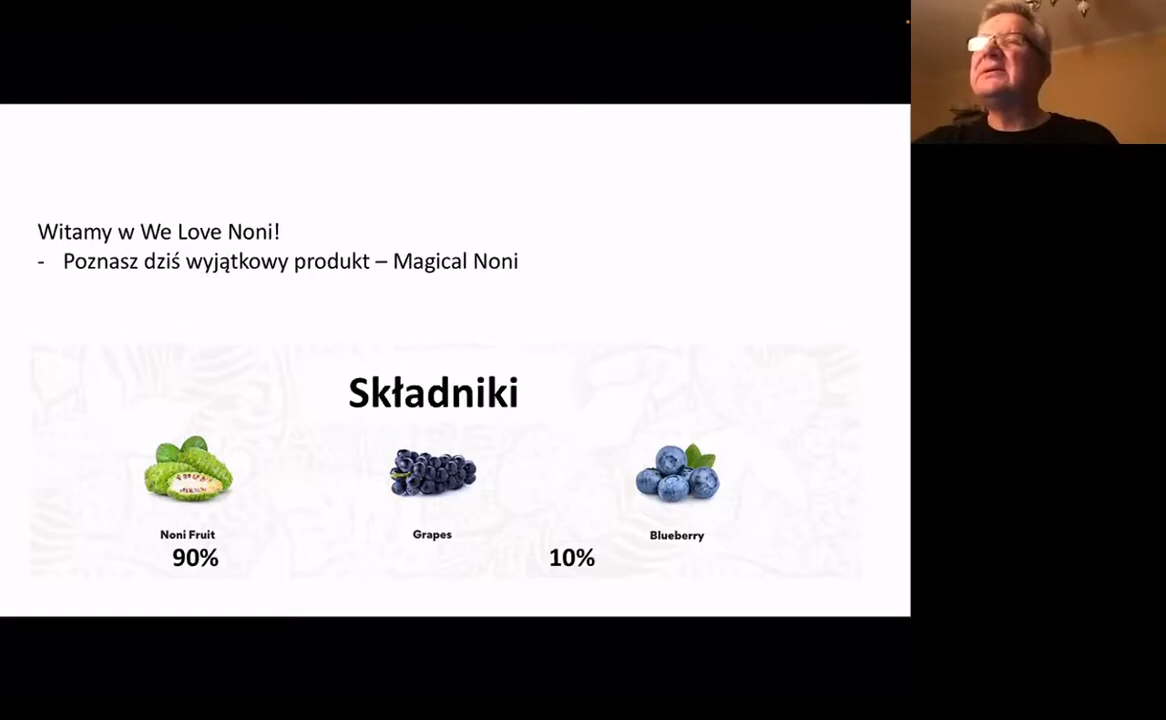 Witamy w We Love Noni!
- Poznasz dziś wyjątkowy produkt – Magical Noni
Składniki
Noni Fruit
Grapes
Blueberry
90%
10%